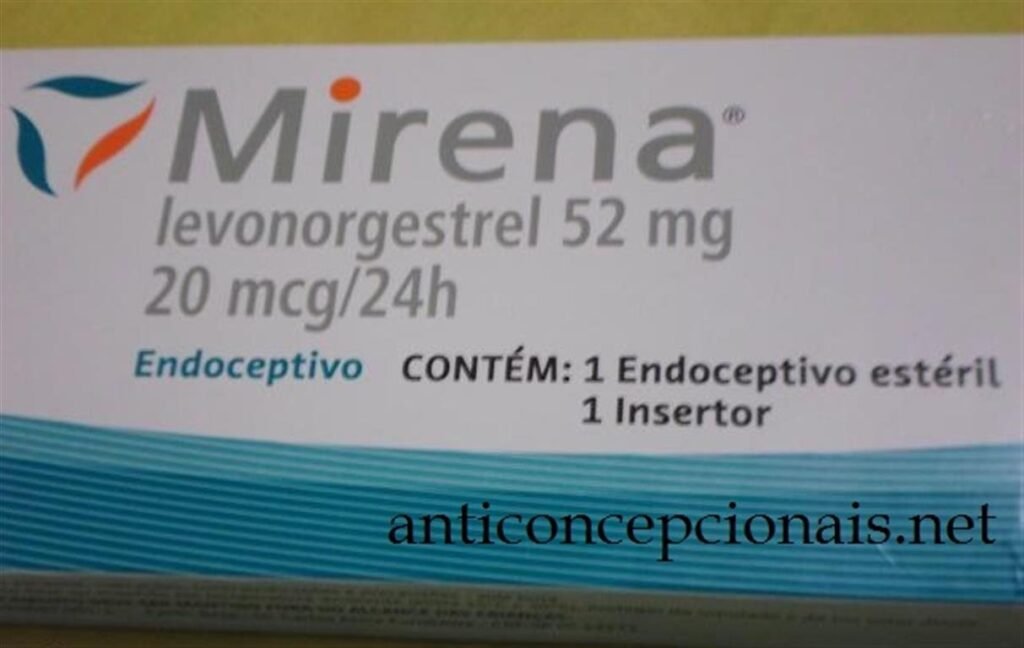 Mirena®
levonorgestrel 52 mg
20 mcg/24h
Endoceptivo CONTÉM: 1 Endoceptivo estéril
1 Insertor
anticoncepcionais.net